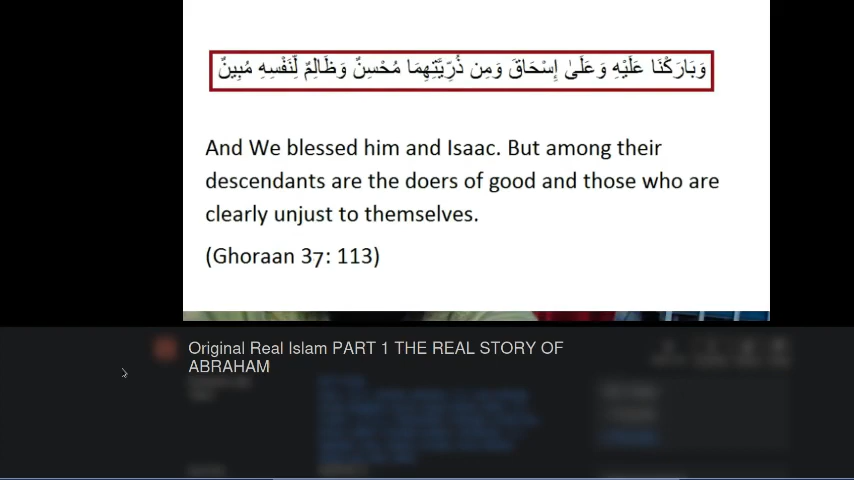 وَبَارَكْنَا عَلَيْهِ وَعَلَىٰ إِسْحَاقَ وَمِن ذُرِّيَّتِهِمَا مُحْسِنٌ وَظَالِمٌ لِّنَفْسِهِ مُبِينٌ
And We blessed him and Isaac. But among their
descendants are the doers of good and those who are
clearly unjust to themselves.
(Ghoraan 37: 113)
Original Real Islam PART 1 THE REAL STORY OF
ABRAHAM